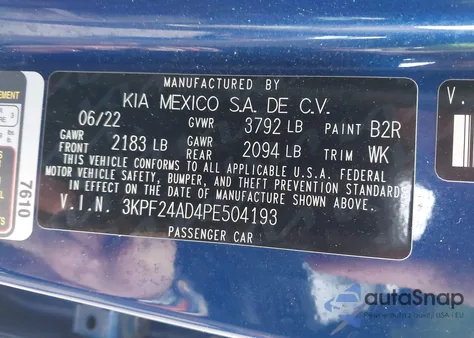 MANUFACTURED BY
KIA MEXICO S.A. DE C.V.
06/22 GVWR 3792 LB PAINT B2R
GAWR FRONT 2183 LB GAWR REAR 2094 LB TRIM WK
THIS VEHICLE CONFORMS TO ALL APPLICABLE U.S.A. FEDERAL
MOTOR VEHICLE SAFETY, BUMPER, AND THEFT PREVENTION STANDARDS
IN EFFECT ON THE DATE OF MANUFACTURE SHOWN ABOVE.
V.I.N. 3KPF24AD4PE504193
PASSENGER CAR
7610
V.
autoSnap